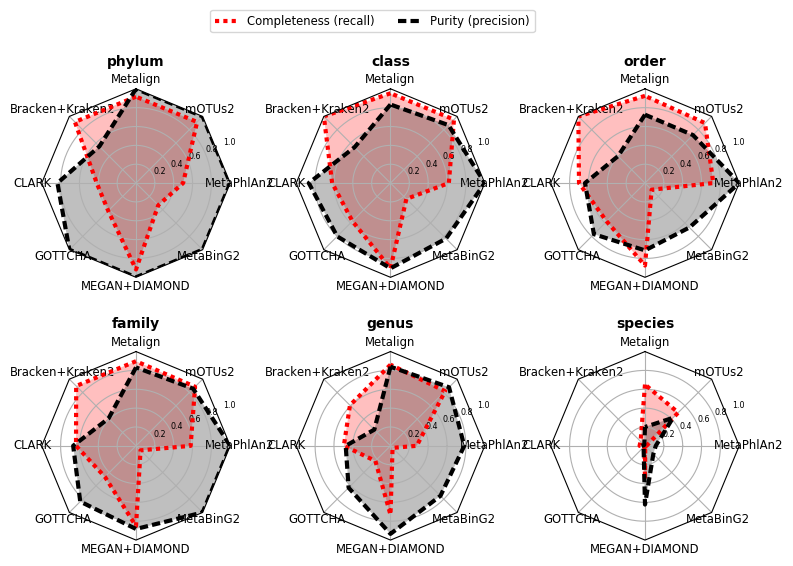 Completeness (recall) Purity (precision)
phylum
Metalign
Bracken+Kraken2 mOTUs2
CLARK 0.2 0.4 0.6 0.8 1.0 MetaPhlAn2
GOTTCHA MetaBinG2
MEGAN+DIAMOND
class
Metalign
Bracken+Kraken2 mOTUs2
CLARK 0.2 0.4 0.6 0.8 1.0 MetaPhlAn2
GOTTCHA MetaBinG2
MEGAN+DIAMOND
order
Metalign
Bracken+Kraken2 mOTUs2
CLARK 0.2 0.4 0.6 0.8 1.0 MetaPhlAn2
GOTTCHA MetaBinG2
MEGAN+DIAMOND
family
Metalign
Bracken+Kraken2 mOTUs2
CLARK 0.2 0.4 0.6 0.8 1.0 MetaPhlAn2
GOTTCHA MetaBinG2
MEGAN+DIAMOND
genus
Metalign
Bracken+Kraken2 mOTUs2
CLARK 0.2 0.4 0.6 0.8 1.0 MetaPhlAn2
GOTTCHA MetaBinG2
MEGAN+DIAMOND
species
Metalign
Bracken+Kraken2 mOTUs2
CLARK 0.2 0.4 0.6 0.8 1.0 MetaPhlAn2
GOTTCHA MetaBinG2
MEGAN+DIAMOND